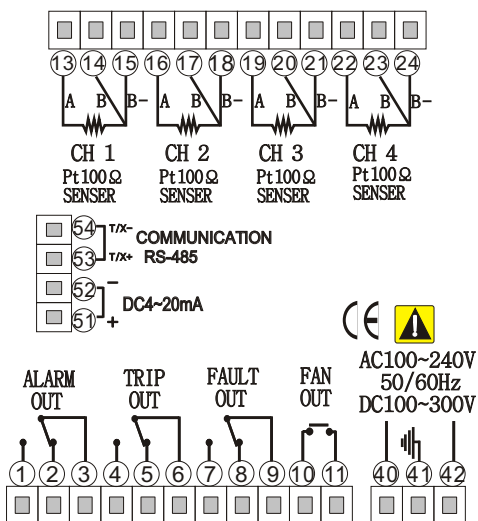 13 14 15 16 17 18 19 20 21 22 23 24
A B B- A B B- A B B- A B B-
CH 1 CH 2 CH 3 CH 4
Pt100Ω Pt100Ω Pt100Ω Pt100Ω
SENSER SENSER SENSER SENSER
54 T/X- COMMUNICATION
53 T/X+ RS-485
52 −
DC4~20mA
51 +
CE
AC100~240V
50/60Hz
DC100~300V
ALARM TRIP FAULT FAN
OUT OUT OUT OUT
1 2 3 4 5 6 7 8 9 10 11 40 41 42